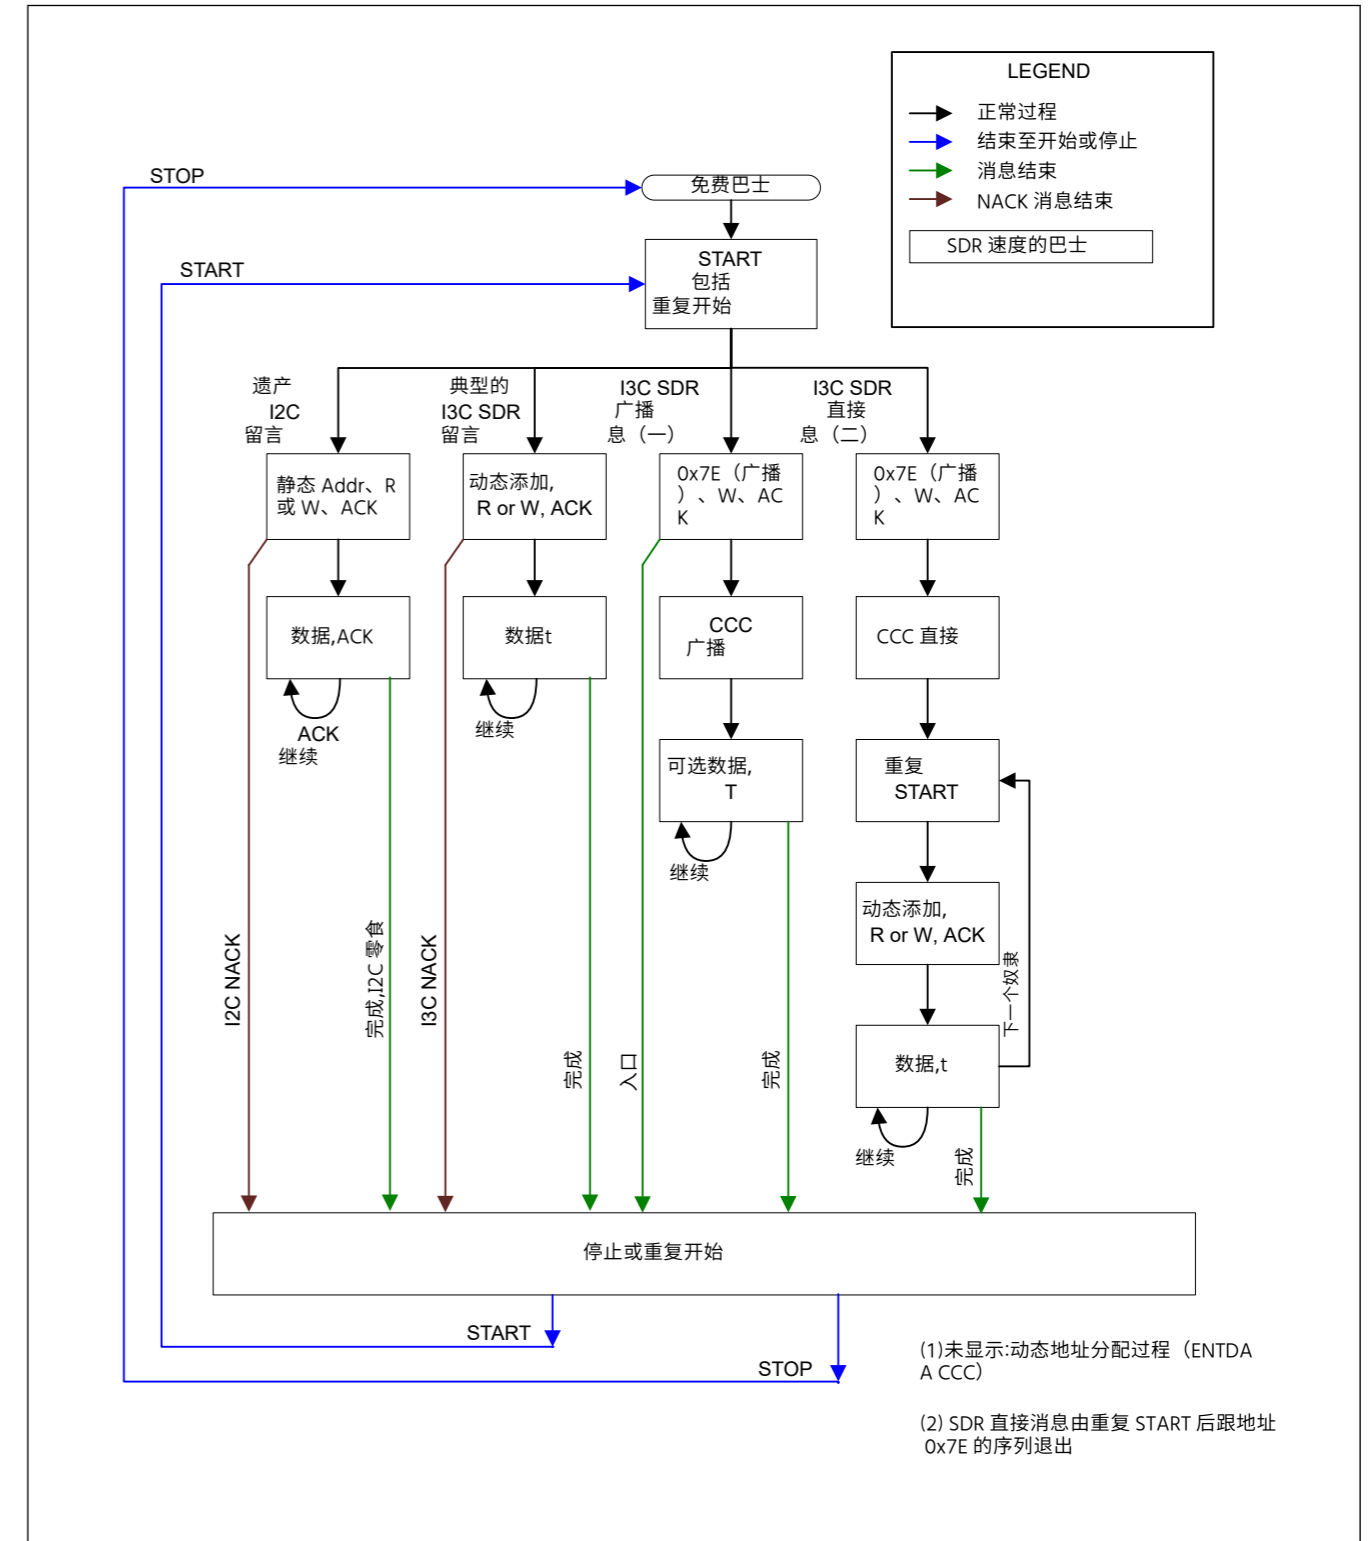 LEGEND
正常过程
结束至开始或停止
消息结束
NACK 消息结束
SDR 速度的巴士
STOP
免费巴士
START
START
包括
重复开始
遗产
I2C
留言
典型的
I3C SDR
留言
I3C SDR
广播
息（一）
I3C SDR
直接
息（二）
静态 Addr、R
或 W、ACK
动态添加,
R or W, ACK
0x7E（广播
）、W、AC
K
0x7E（广播
）、W、AC
K
数据,ACK
数据t
CCC
广播
CCC 直接
ACK
继续
继续
可选数据,
T
重复
START
继续
动态添加,
R or W, ACK
下一个奴隶
I2C NACK
完成,I2C 零食
I3C NACK
完成
入口
完成
数据,t
继续
完成
停止或重复开始
START
STOP
(1)未显示:动态地址分配过程（ENTDA
A CCC）
(2) SDR 直接消息由重复 START 后跟地址
0x7E 的序列退出